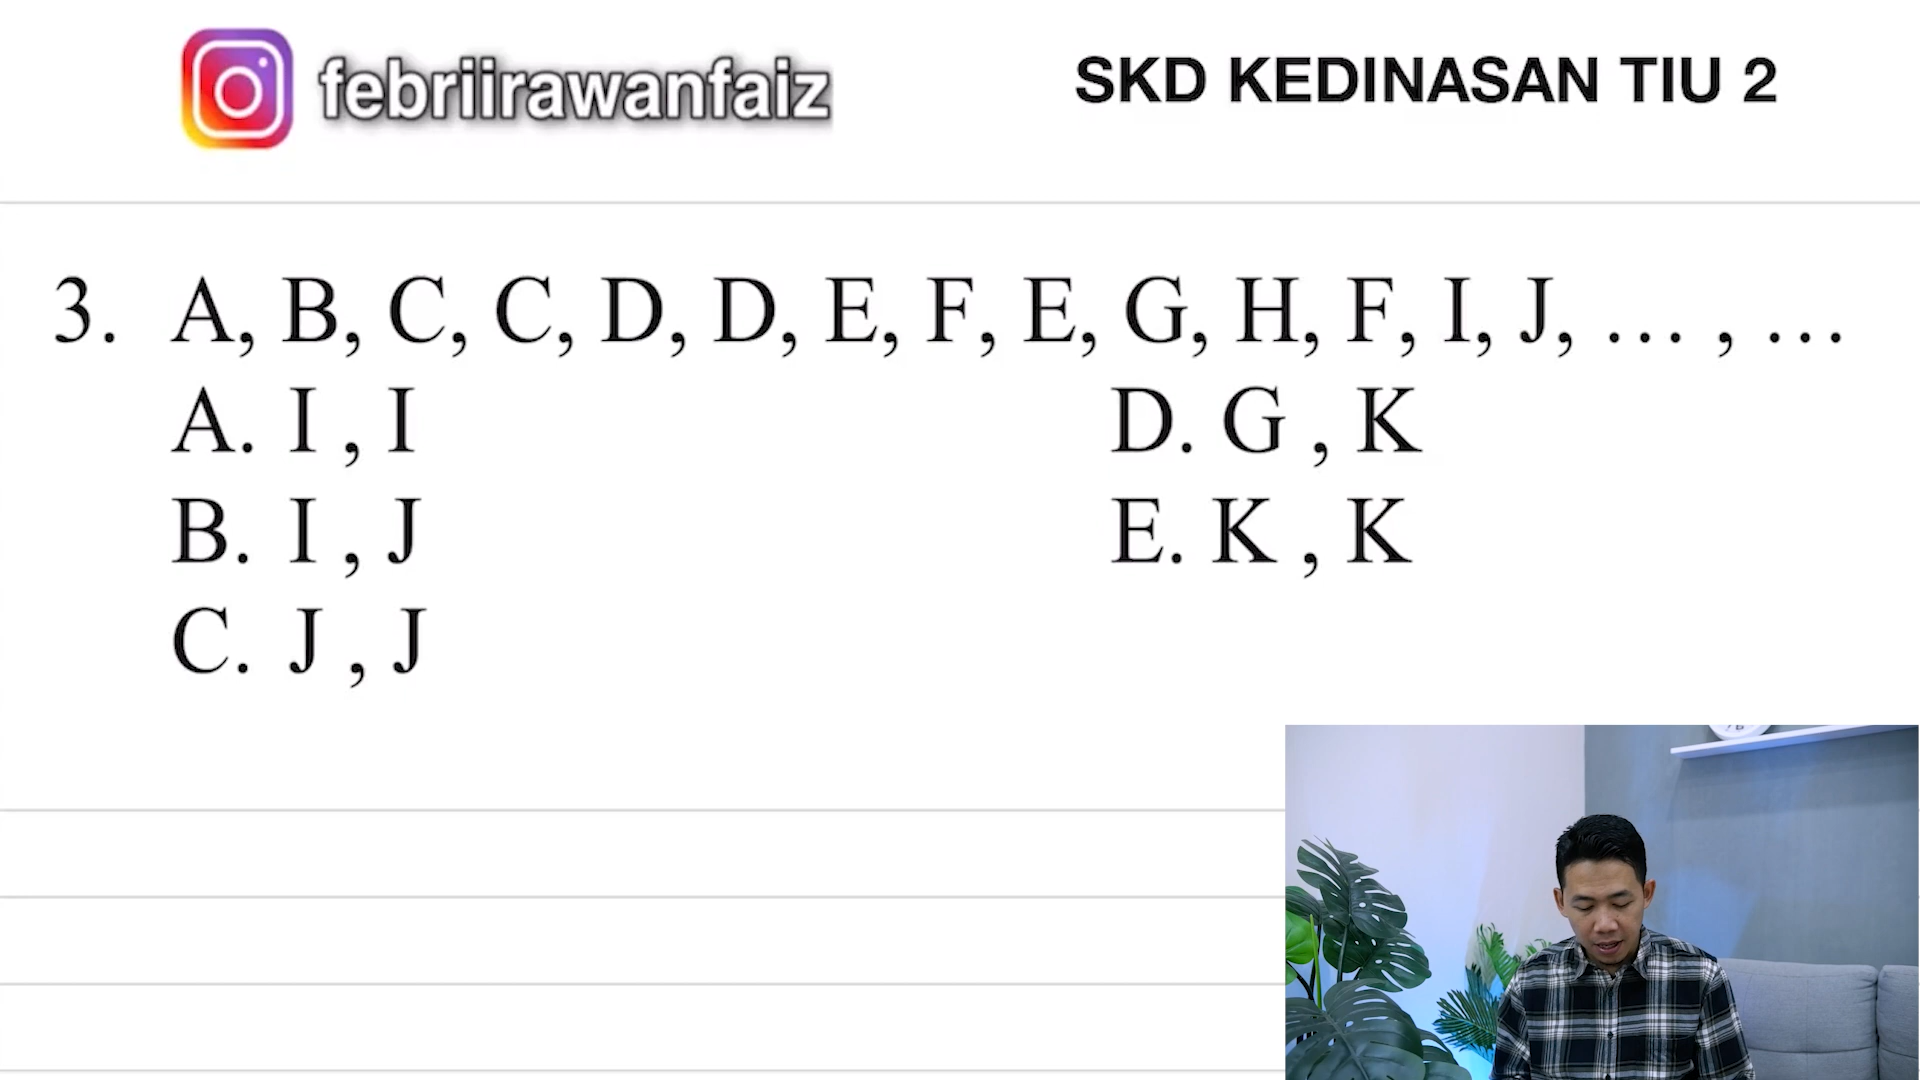 febriirawanfaiz
SKD KEDINASAN TIU 2
3. A, B, C, C, D, D, E, F, E, G, H, F, I, J, ... , ...
A. I , I
B. I , J
C. J , J
D. G , K
E. K , K